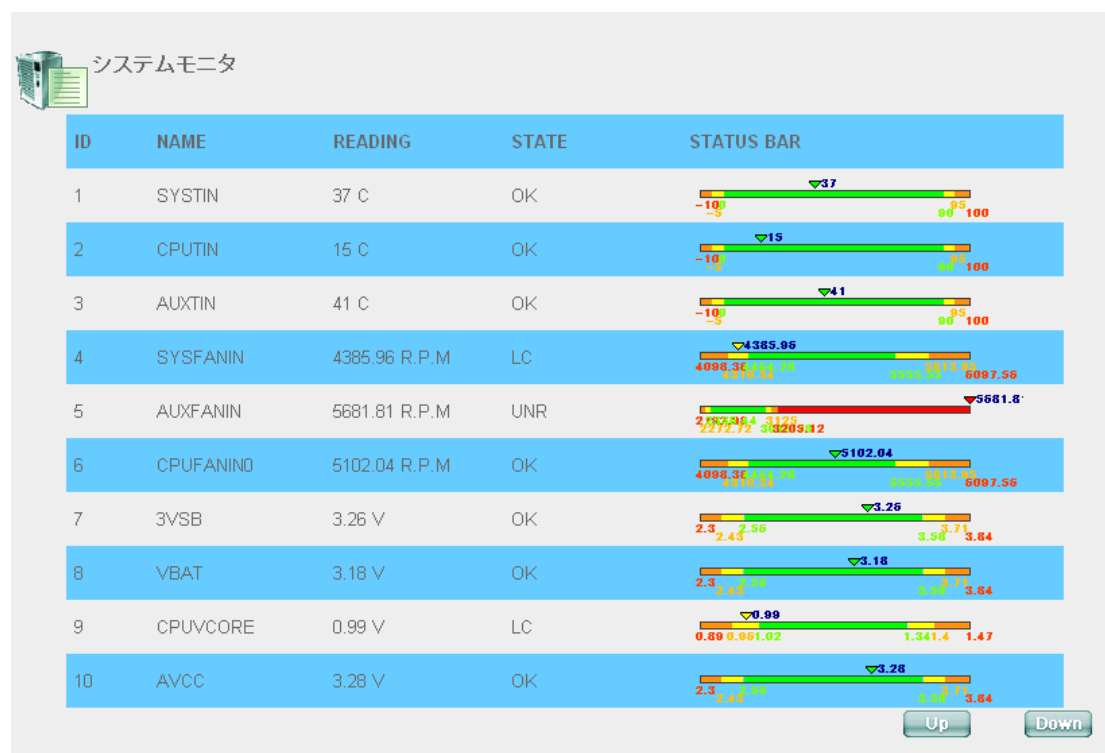 システムモニタ
ID NAME READING STATE STATUS BAR
37
1 SYSTIN 37 C OK
-10 95
-5 90 100
15
2 CPUTIN 15 C OK
-10 95
-5 90 100
41
3 AUXTIN 41 C OK
-10 95
-5 90 100
4385.96
4 SYSFANIN 4385.96 R.P.M LC
4098.36
6097.56
5681.8
5 AUXFANIN 5681.81 R.P.M UNR
3125
2272.72 3205.12
5102.04
6 CPUFANIN0 5102.04 R.P.M OK
4098.36
6097.56
3.26
7 3VSB 3.26 V OK
2.3 2.56 3.71
2.43 3.58 3.84
3.18
8 VBAT 3.18 V OK
2.3 2.56 3.71
2.43 3.58 3.84
0.99
9 CPUVCORE 0.99 V LC
0.89 0.95 1.02 1.34 1.4 1.47
3.28
10 AVCC 3.28 V OK
2.3 2.56 3.71
2.43 3.58 3.84
Up Down